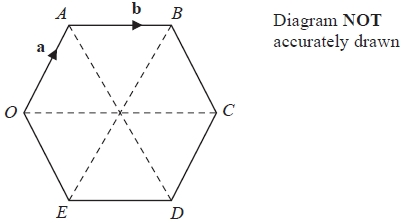 A b B
Diagram NOT
accurately drawn
a
O C
E D